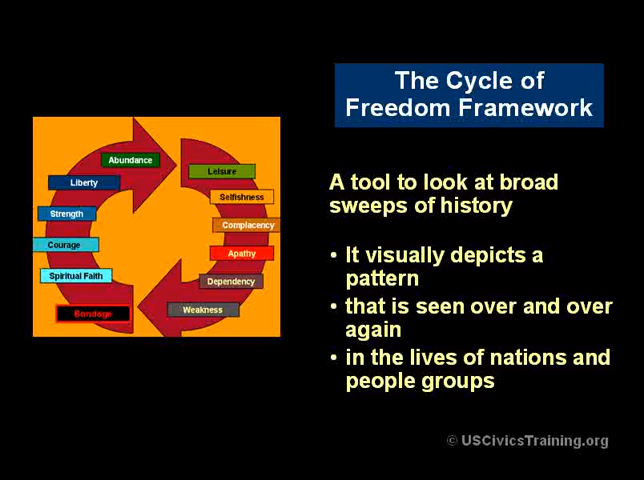 The Cycle of
Freedom Framework
Abundance
Leisure
Liberty
Selfishness
Strength
Complacency
Courage
Apathy
Spiritual Faith
Dependency
Bondage
Weakness
A tool to look at broad
sweeps of history
• It visually depicts a
pattern
• that is seen over and over
again
• in the lives of nations and
people groups
© USCivicsTraining.org